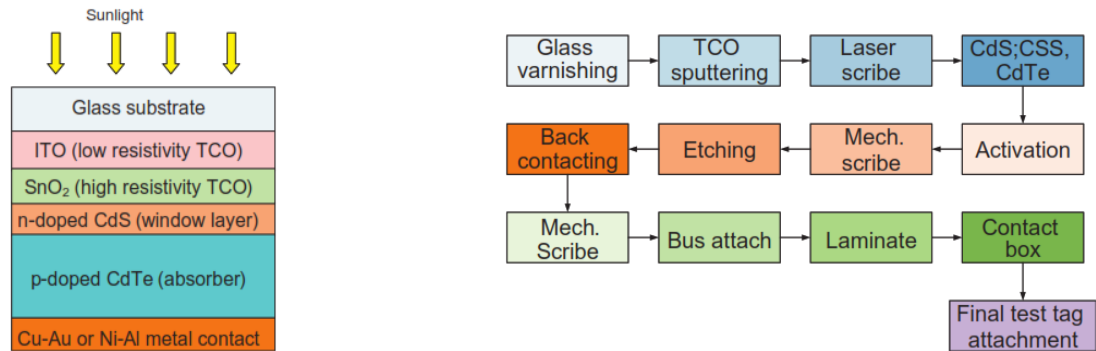 Sunlight
Glass substrate
ITO (low resistivity TCO)
SnO₂ (high resistivity TCO)
n-doped CdS (window layer)
p-doped CdTe (absorber)
Cu-Au or Ni-Al metal contact
Glass
varnishing
TCO
sputtering
Laser
scribe
CdS;CSS,
CdTe
Back
contacting
Etching
Mech.
scribe
Activation
Mech.
Scribe
Bus attach
Laminate
Contact
box
Final test tag
attachment